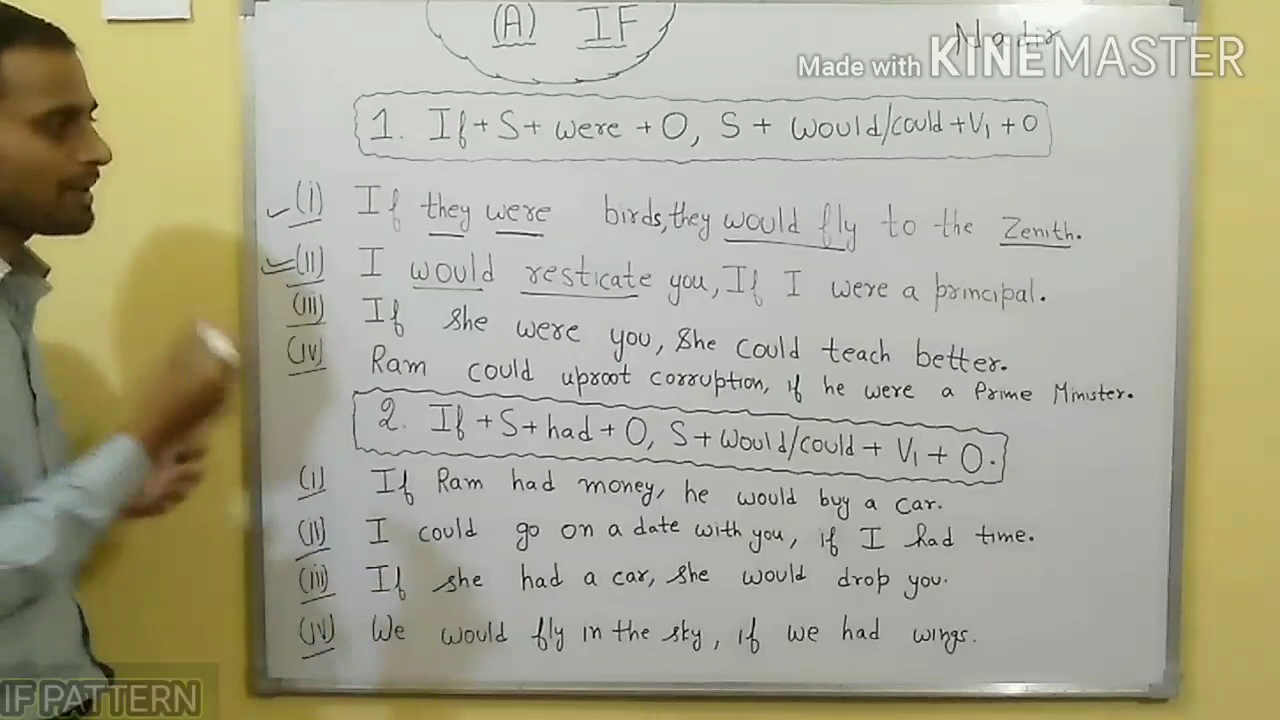 (A) IF
Nadir
Made with KINEMASTER
1. If + S + were + O, S + would/could + V1 + O
(i) If they were birds, they would fly to the Zenith.
(II) I would resticate you, If I were a principal.
(III) If she were you, She could teach better.
(IV) Ram could uproot corruption, if he were a Prime Minister.
2. If + S + had + O, S + would/could + V1 + O.
(I) If Ram had money, he would buy a car.
(II) I could go on a date with you, if I had time.
(iii) If she had a car, she would drop you.
(IV) We would fly in the sky, if we had wings.
IF PATTERN